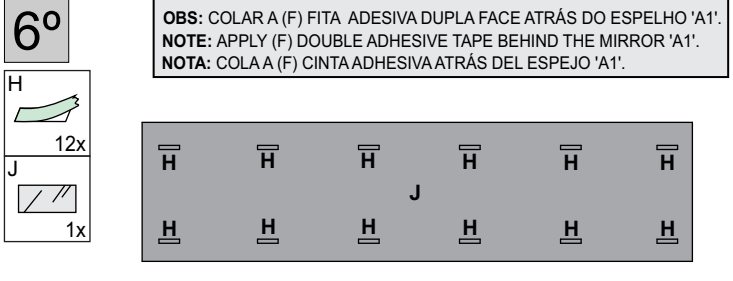 6º
OBS: COLAR A (F) FITA ADESIVA DUPLA FACE ATRÁS DO ESPELHO 'A1'.
NOTE: APPLY (F) DOUBLE ADHESIVE TAPE BEHIND THE MIRROR 'A1'.
NOTA: COLA A (F) CINTA ADHESIVA ATRÁS DEL ESPEJO 'A1'.
H
12x
J
1x
H H H H H H
J
H H H H H H